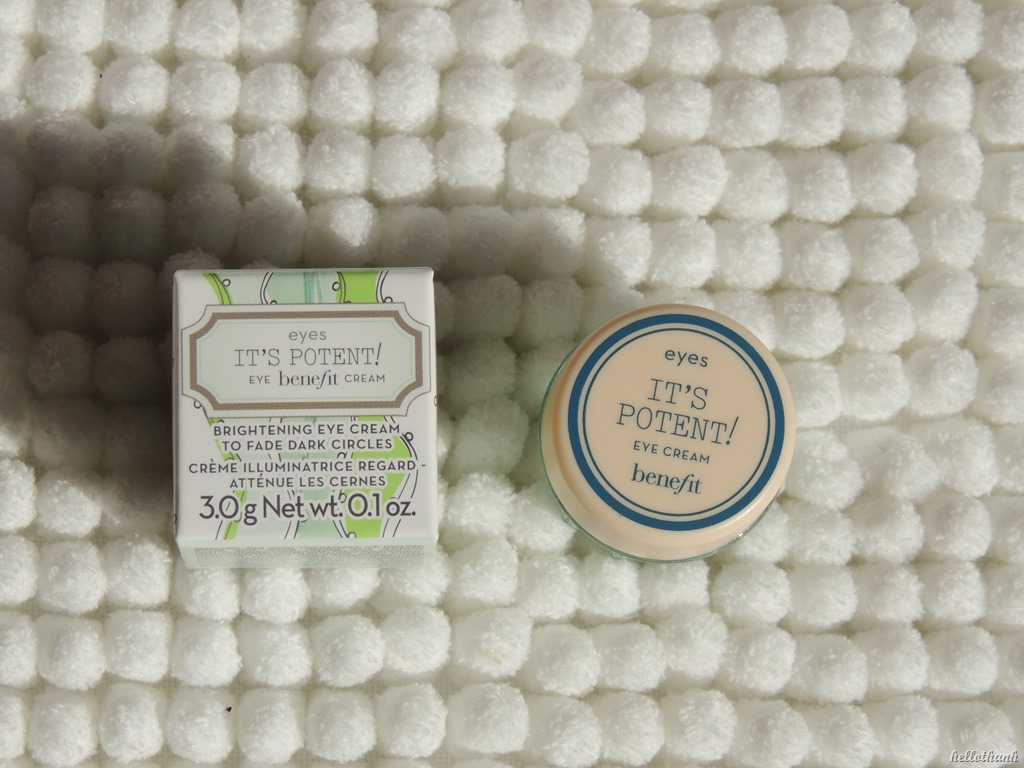 eyes
IT'S POTENT!
EYE benefit CREAM
BRIGHTENING EYE CREAM
TO FADE DARK CIRCLES
CRÈME ILLUMINATRICE REGARD -
ATTÉNUE LES CERNES
3.0g Net wt. 0.1 oz.
eyes
IT'S
POTENT!
EYE CREAM
benefit
hellothanh